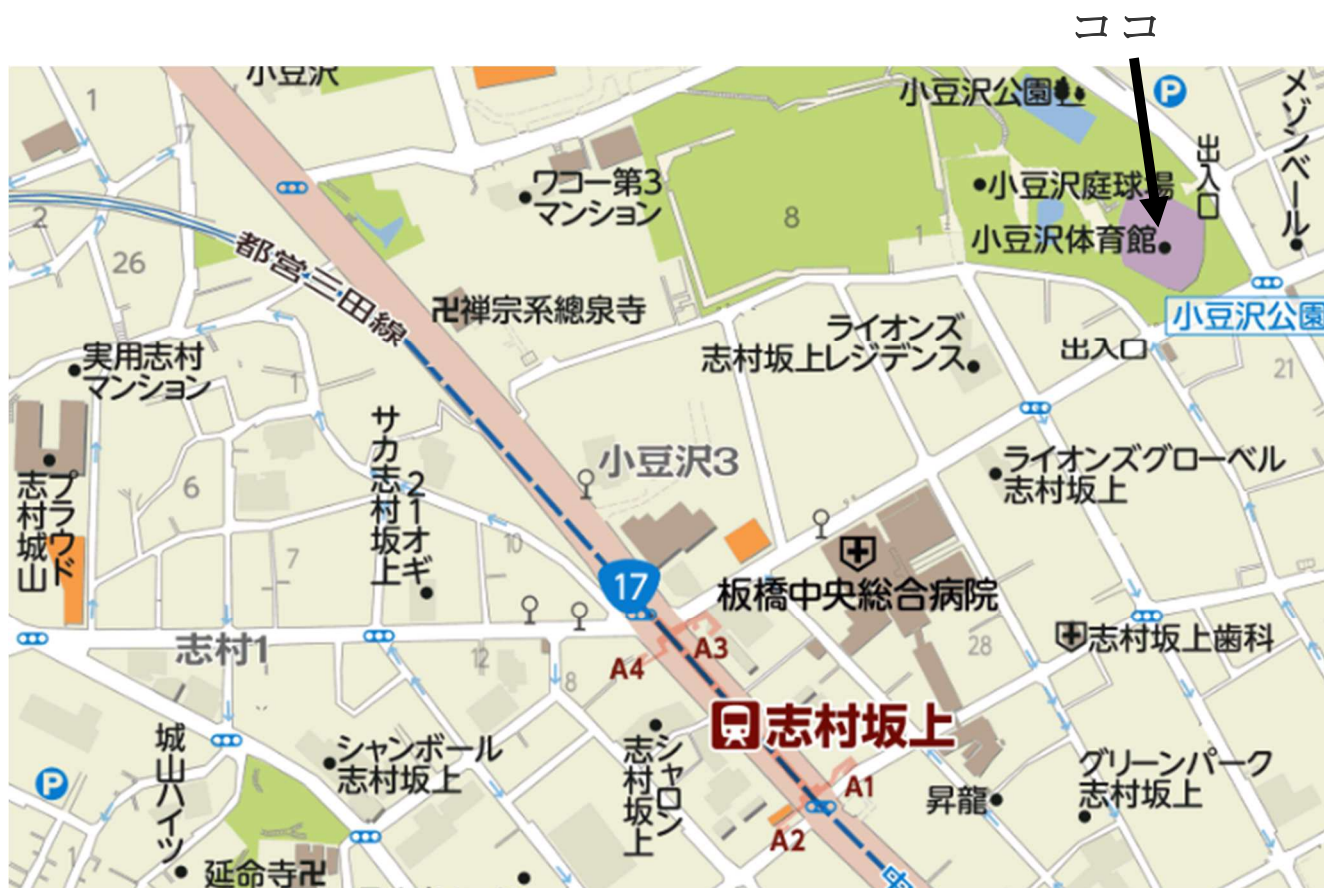 ココ
小豆沢
小豆沢公園
P
メゾンベール
1
17
出入口
ワコー第3
マンション
小豆沢庭球場
2
8
1
小豆沢体育館
26
都営三田線
卍禅宗系總泉寺
小豆沢公園
ライオンズ
志村坂上レジデンス
出入口
実用志村
マンション
21
1
サカ志村坂上
21オギ
小豆沢3
ライオンズグローベル
志村坂上
プラウド
志村城山
6
10
7
17
板橋中央総合病院
志村1
A3
A4
12
8
28
志村坂上歯科
志村坂上
城山ハイツ
シャンボール
志村坂上
シャロン
志村坂上
グリーンパーク
志村坂上
P
A1
昇龍
A2
延命寺卍